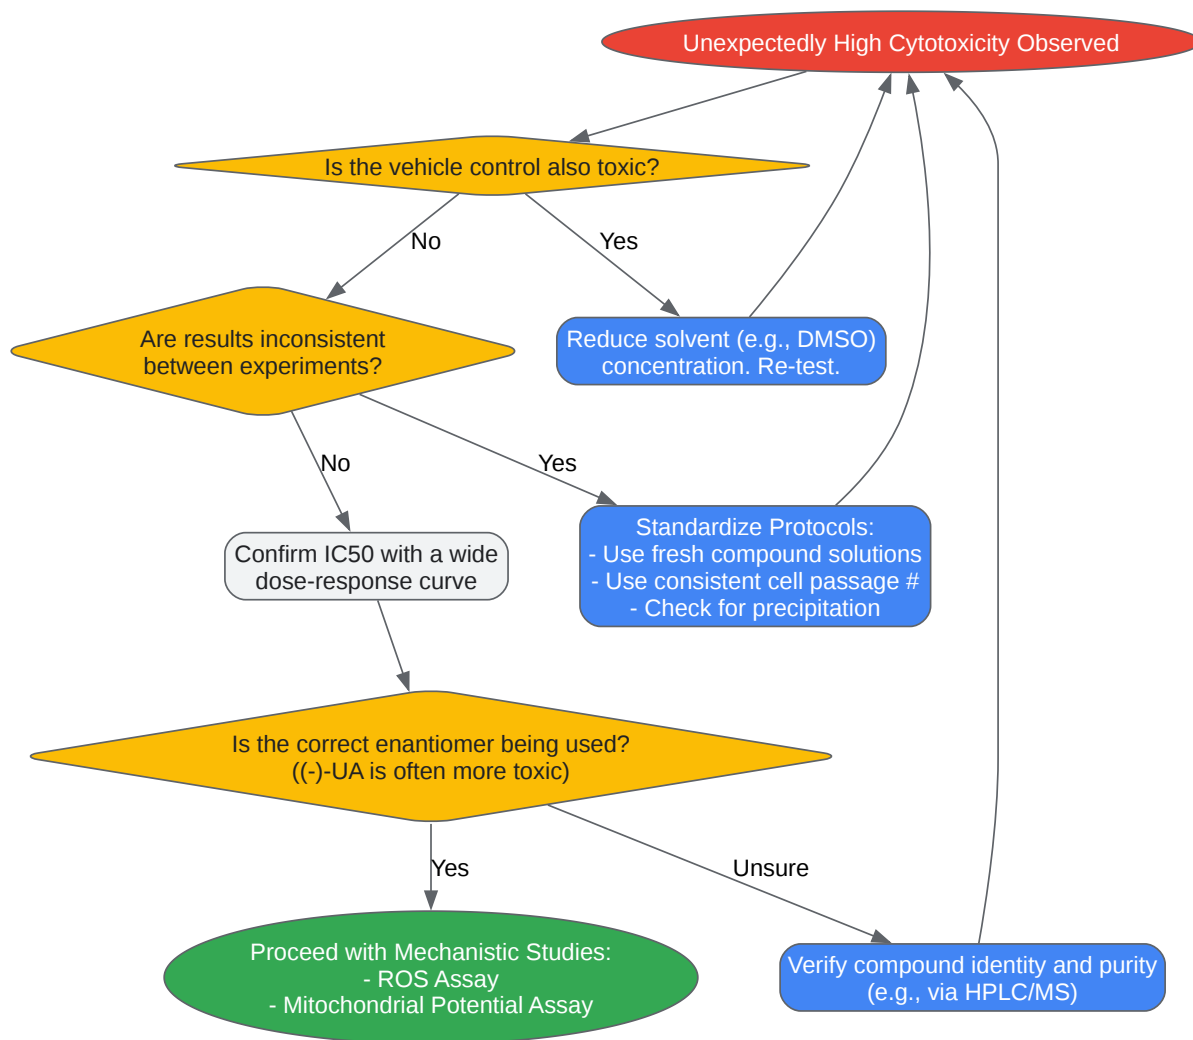 Unexpectedly High Cytotoxicity Observed
Is the vehicle control also toxic?
No
Yes
Are results inconsistent
between experiments?
Reduce solvent (e.g., DMSO)
concentration. Re-test.
No
Yes
Confirm IC50 with a wide
dose-response curve
Standardize Protocols:
- Use fresh compound solutions
- Use consistent cell passage #
- Check for precipitation
Is the correct enantiomer being used?
((-)-UA is often more toxic)
Yes
Unsure
Proceed with Mechanistic Studies:
- ROS Assay
- Mitochondrial Potential Assay
Verify compound identity and purity
(e.g., via HPLC/MS)